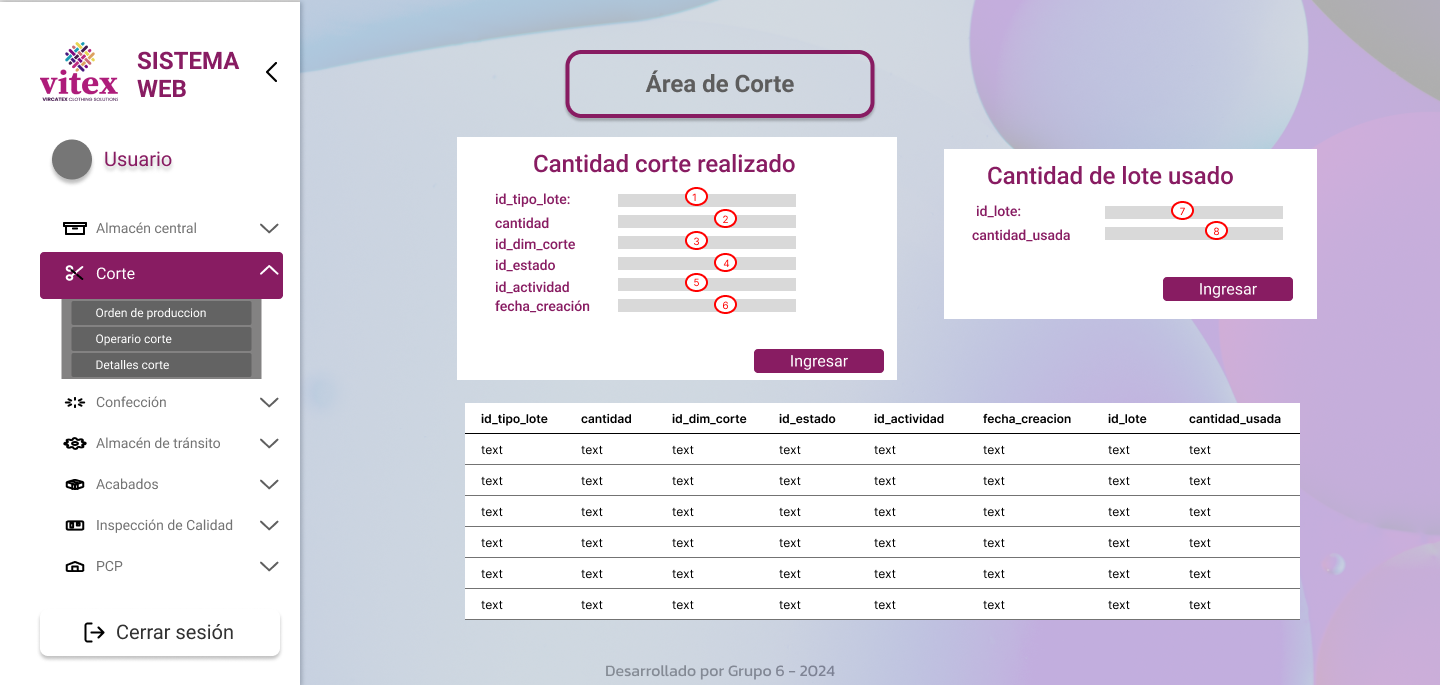 vitex
VIRCATEX CLOTHING SOLUTIONS
SISTEMA
WEB
Usuario
Almacén central
Corte
Orden de produccion
Operario corte
Detalles corte
Confección
Almacén de tránsito
Acabados
Inspección de Calidad
PCP
Cerrar sesión
Área de Corte
Cantidad corte realizado
id_tipo_lote: 1
cantidad 2
id_dim_corte 3
id_estado 4
id_actividad 5
fecha_creación 6
Ingresar
Cantidad de lote usado
id_lote: 7
cantidad_usada 8
Ingresar
id_tipo_lote cantidad id_dim_corte id_estado id_actividad fecha_creacion id_lote cantidad_usada
text text text text text text text text
text text text text text text text text
text text text text text text text text
text text text text text text text text
text text text text text text text text
text text text text text text text text
Desarrollado por Grupo 6 - 2024